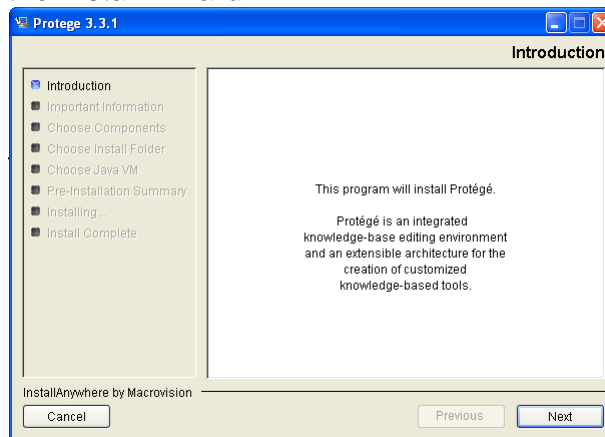 Protege 3.3.1
Introduction
Introduction
Important Information
Choose Components
Choose Install Folder
Choose Java VM
Pre-Installation Summary
Installing...
Install Complete
This program will install Protégé.
Protégé is an integrated
knowledge-base editing environment
and an extensible architecture for the
creation of customized
knowledge-based tools.
InstallAnywhere by Macrovision
Cancel
Previous
Next